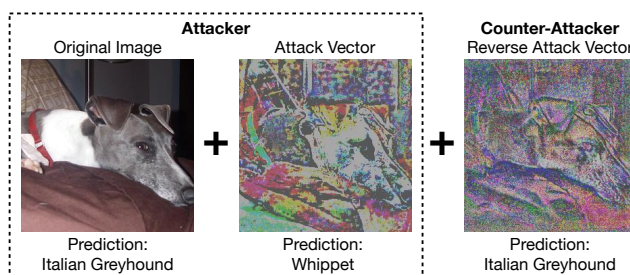 Attacker
Original Image
Attack Vector
+
Prediction:
Italian Greyhound
Prediction:
Whippet
+
Counter-Attacker
Reverse Attack Vector
Prediction:
Italian Greyhound